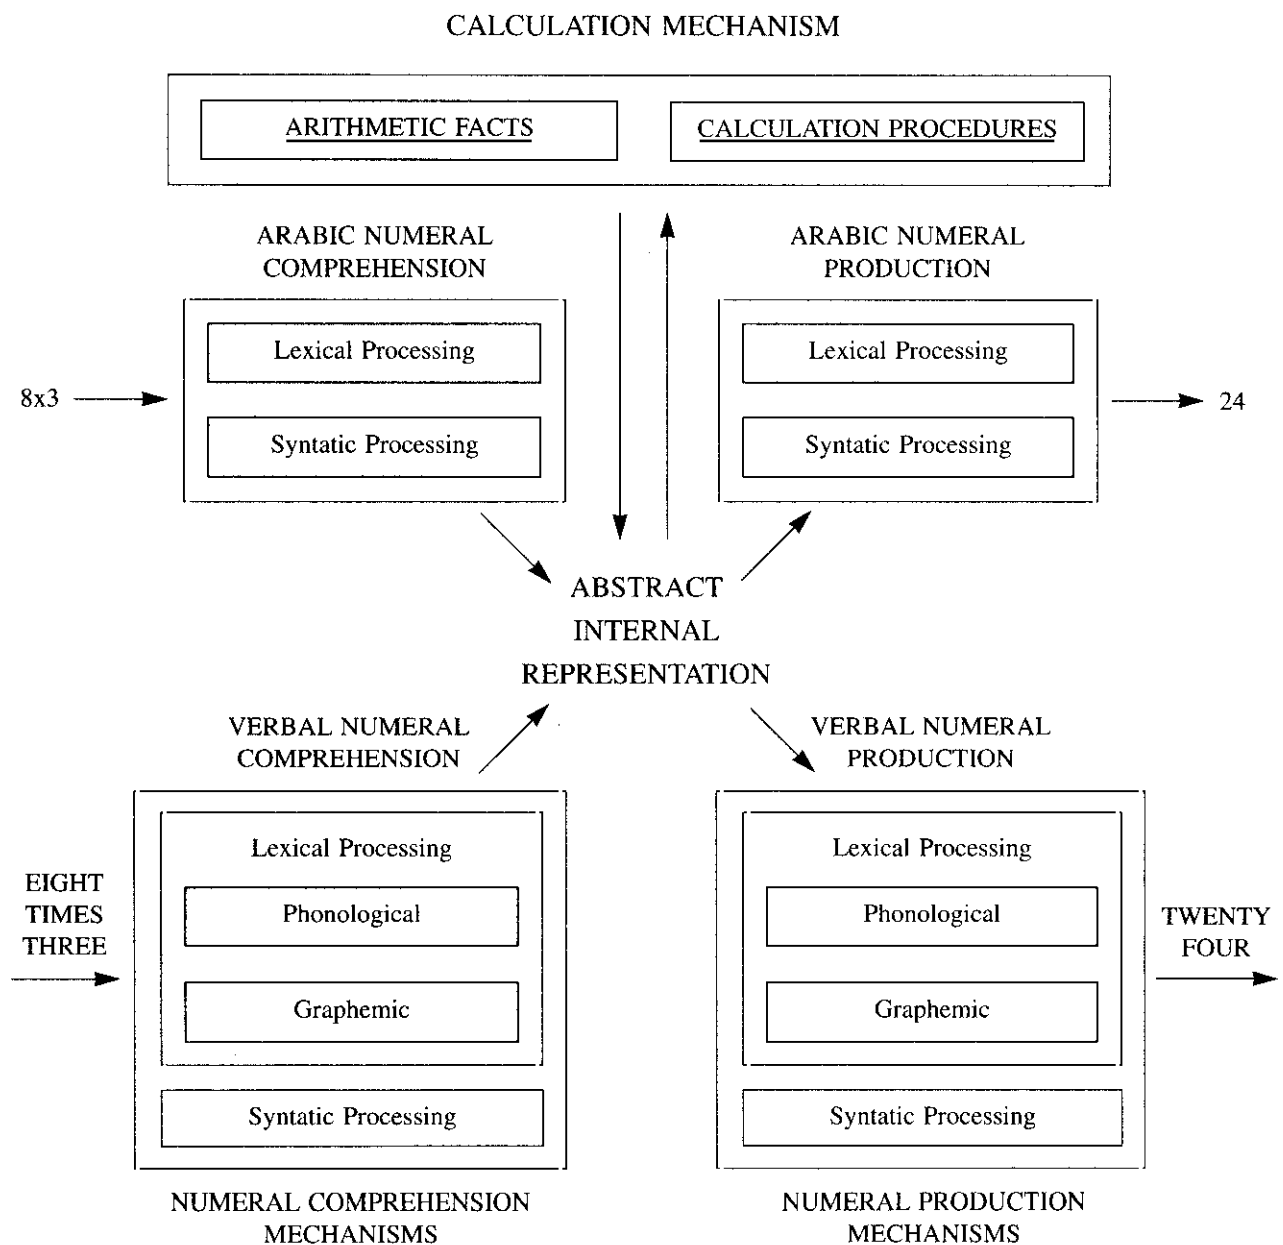 CALCULATION MECHANISM
ARITHMETIC FACTS
CALCULATION PROCEDURES
ARABIC NUMERAL
COMPREHENSION
ARABIC NUMERAL
PRODUCTION
Lexical Processing
Lexical Processing
8x3
24
Syntatic Processing
Syntatic Processing
ABSTRACT
INTERNAL
REPRESENTATION
VERBAL NUMERAL
COMPREHENSION
VERBAL NUMERAL
PRODUCTION
EIGHT
TIMES
THREE
Lexical Processing
Phonological
Graphemic
Syntatic Processing
Lexical Processing
Phonological
Graphemic
Syntatic Processing
TWENTY
FOUR
NUMERAL COMPREHENSION
MECHANISMS
NUMERAL PRODUCTION
MECHANISMS